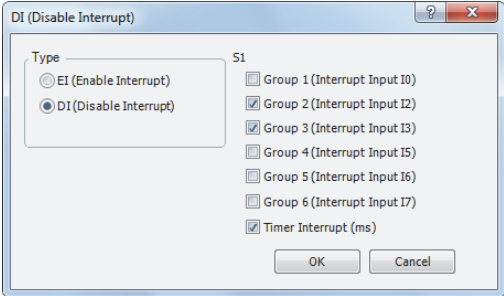 DI (Disable Interrupt)
?
Type
EI (Enable Interrupt)
DI (Disable Interrupt)
S1
Group 1 (Interrupt Input I0)
Group 2 (Interrupt Input I2)
Group 3 (Interrupt Input I3)
Group 4 (Interrupt Input I5)
Group 5 (Interrupt Input I6)
Group 6 (Interrupt Input I7)
Timer Interrupt (ms)
OK
Cancel